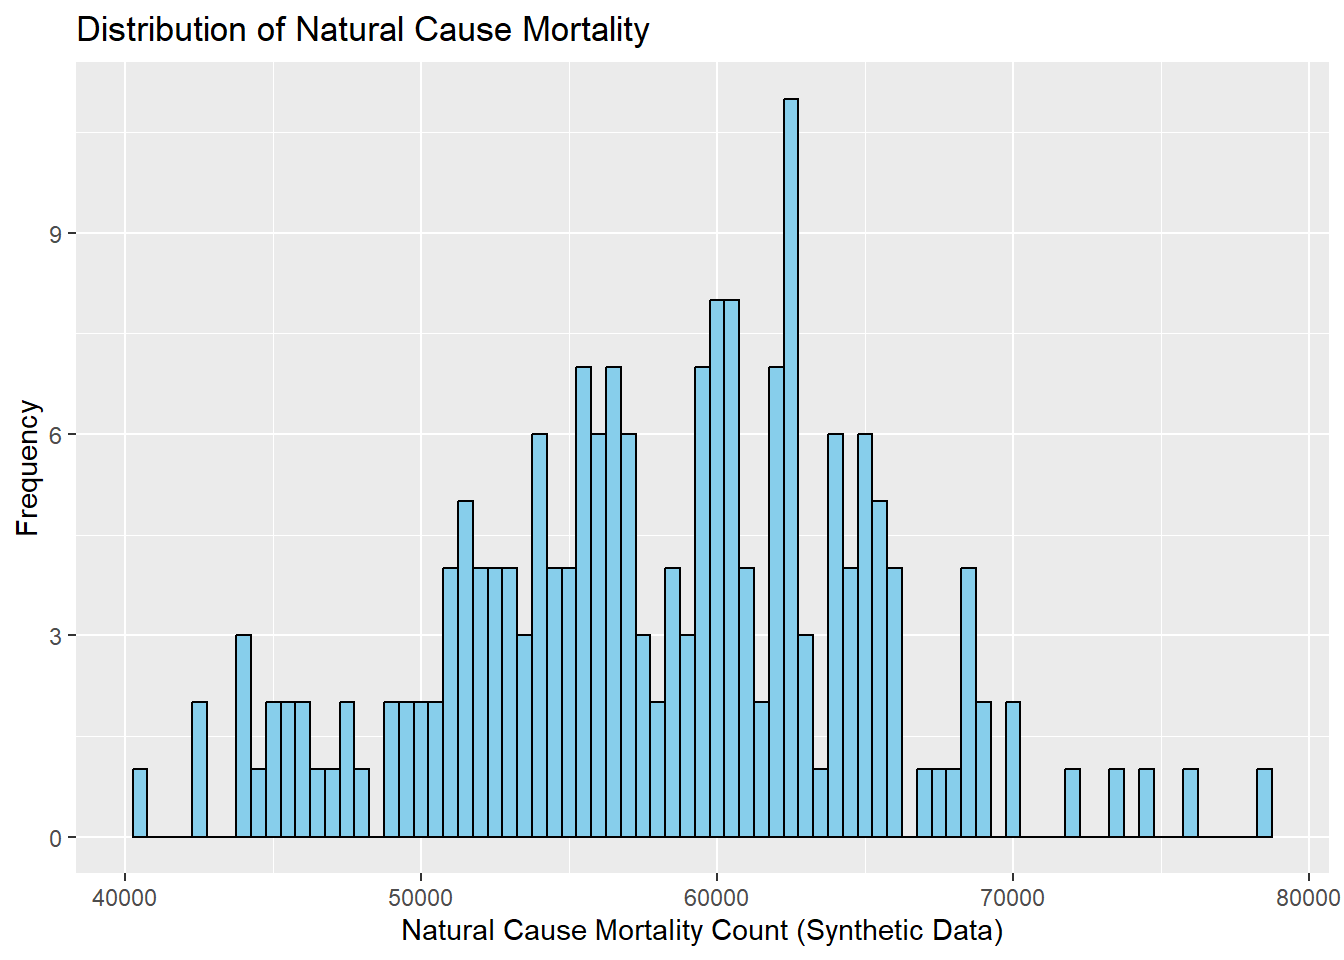 Distribution of Natural Cause Mortality
9
6
3
0
Frequency
40000 50000 60000 70000 80000
Natural Cause Mortality Count (Synthetic Data)